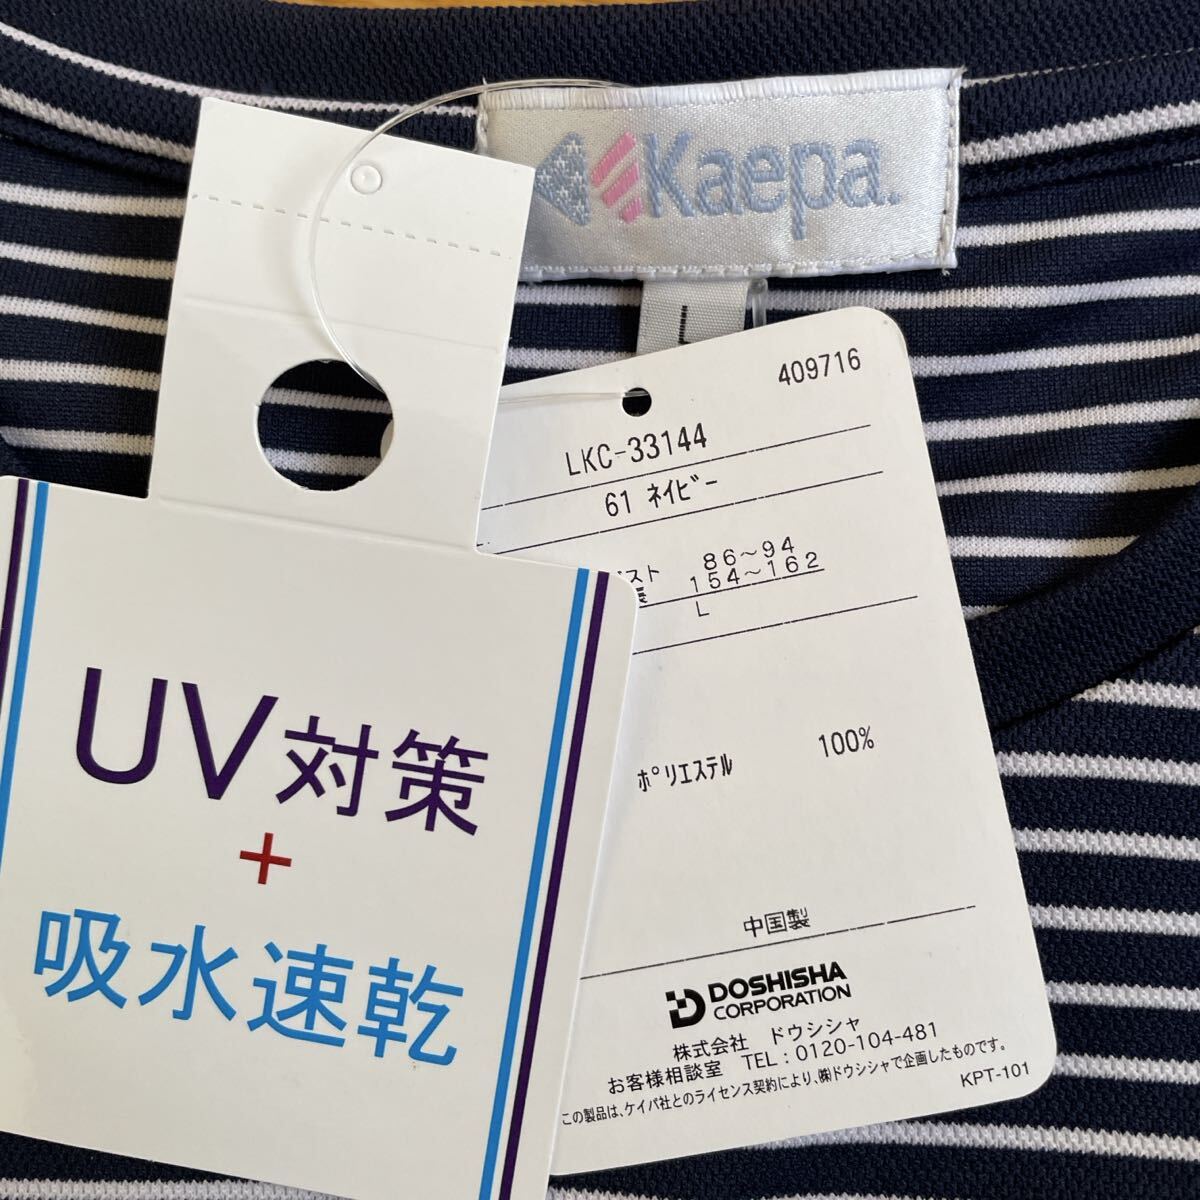 Kaepa.
L
409716
LKC-33144
61 ﾈｲﾋﾞｰ
スト 86～94
154～162
L
ﾎﾟﾘｴｽﾃﾙ 100%
中国製
DOSHISHA
CORPORATION
株式会社 ドウシシャ
お客様相談室 TEL：0120-104-481
この製品は、ケイパ社とのライセンス契約により、㈱ドウシシャで企画したものです。
KPT-101
UV対策
+
吸水速乾